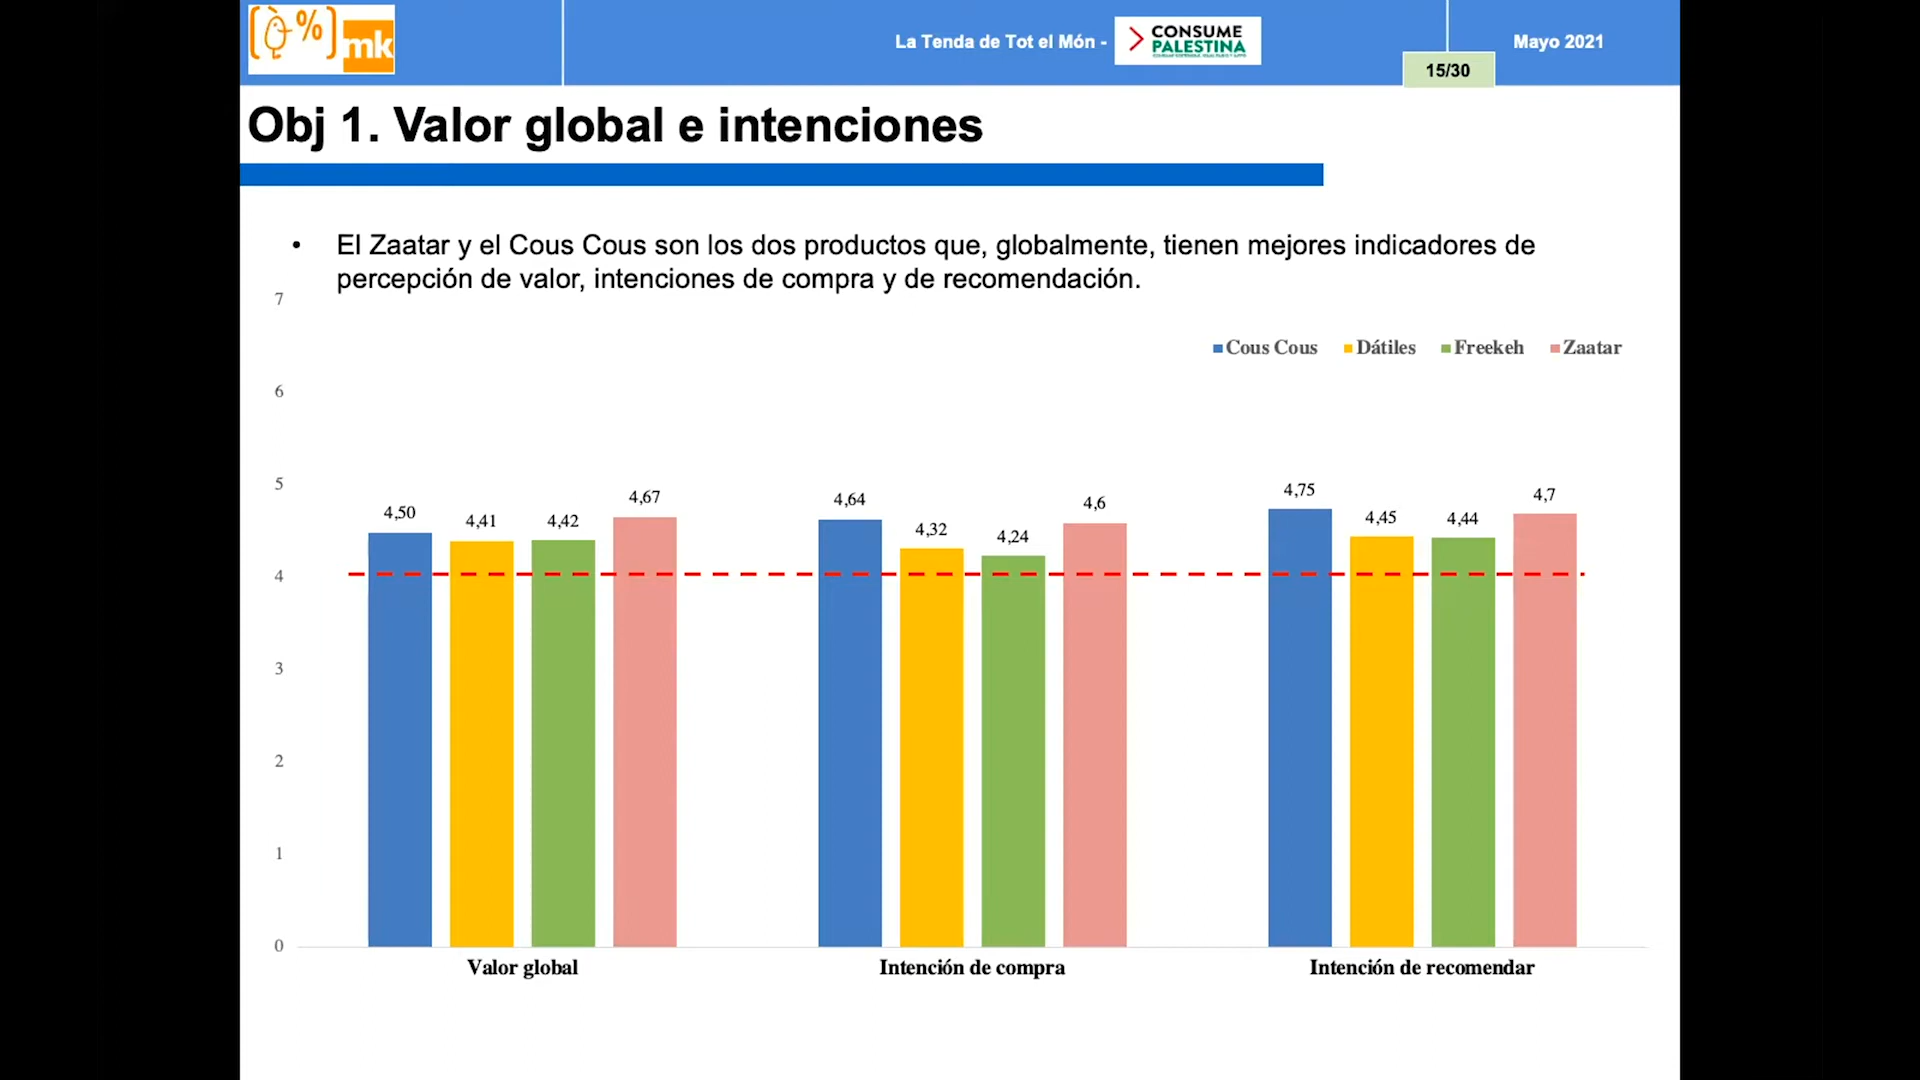 %
mk
La Tenda de Tot el Món -
CONSUME
PALESTINA
Mayo 2021
15/30
Obj 1. Valor global e intenciones
• El Zaatar y el Cous Cous son los dos productos que, globalmente, tienen mejores indicadores de
percepción de valor, intenciones de compra y de recomendación.
Cous Cous Dátiles Freekeh Zaatar
7
6
5
4
3
2
1
0
4,50 4,41 4,42 4,67
4,64 4,32 4,24 4,6
4,75 4,45 4,44 4,7
Valor global Intención de compra Intención de recomendar